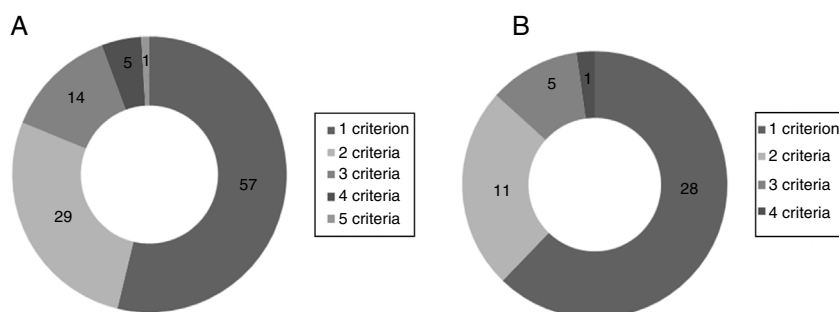 A
5
1
14
57
29
1 criterion
2 criteria
3 criteria
4 criteria
5 criteria
B
1
5
11
28
1 criterion
2 criteria
3 criteria
4 criteria